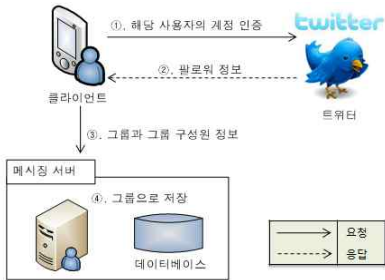 ①. 해당 사용자의 계정 인증
twitter
②. 팔로워 정보
클라이언트
트위터
③. 그룹과 그룹 구성원 정보
메시징 서버
④. 그룹으로 저장
데이터베이스
요청
응답